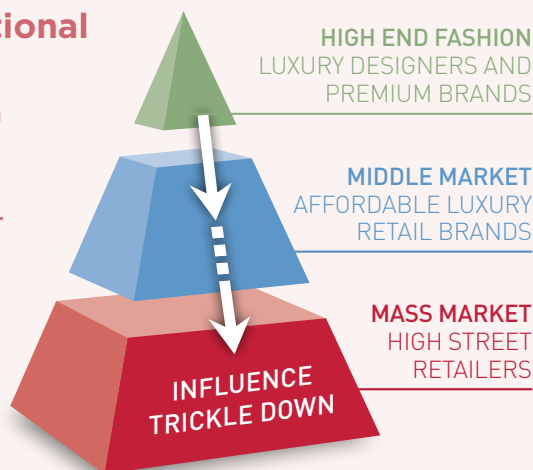 tional
HIGH END FASHION
LUXURY DESIGNERS AND
PREMIUM BRANDS
MIDDLE MARKET
AFFORDABLE LUXURY
RETAIL BRANDS
MASS MARKET
HIGH STREET
RETAILERS
INFLUENCE
TRICKLE DOWN